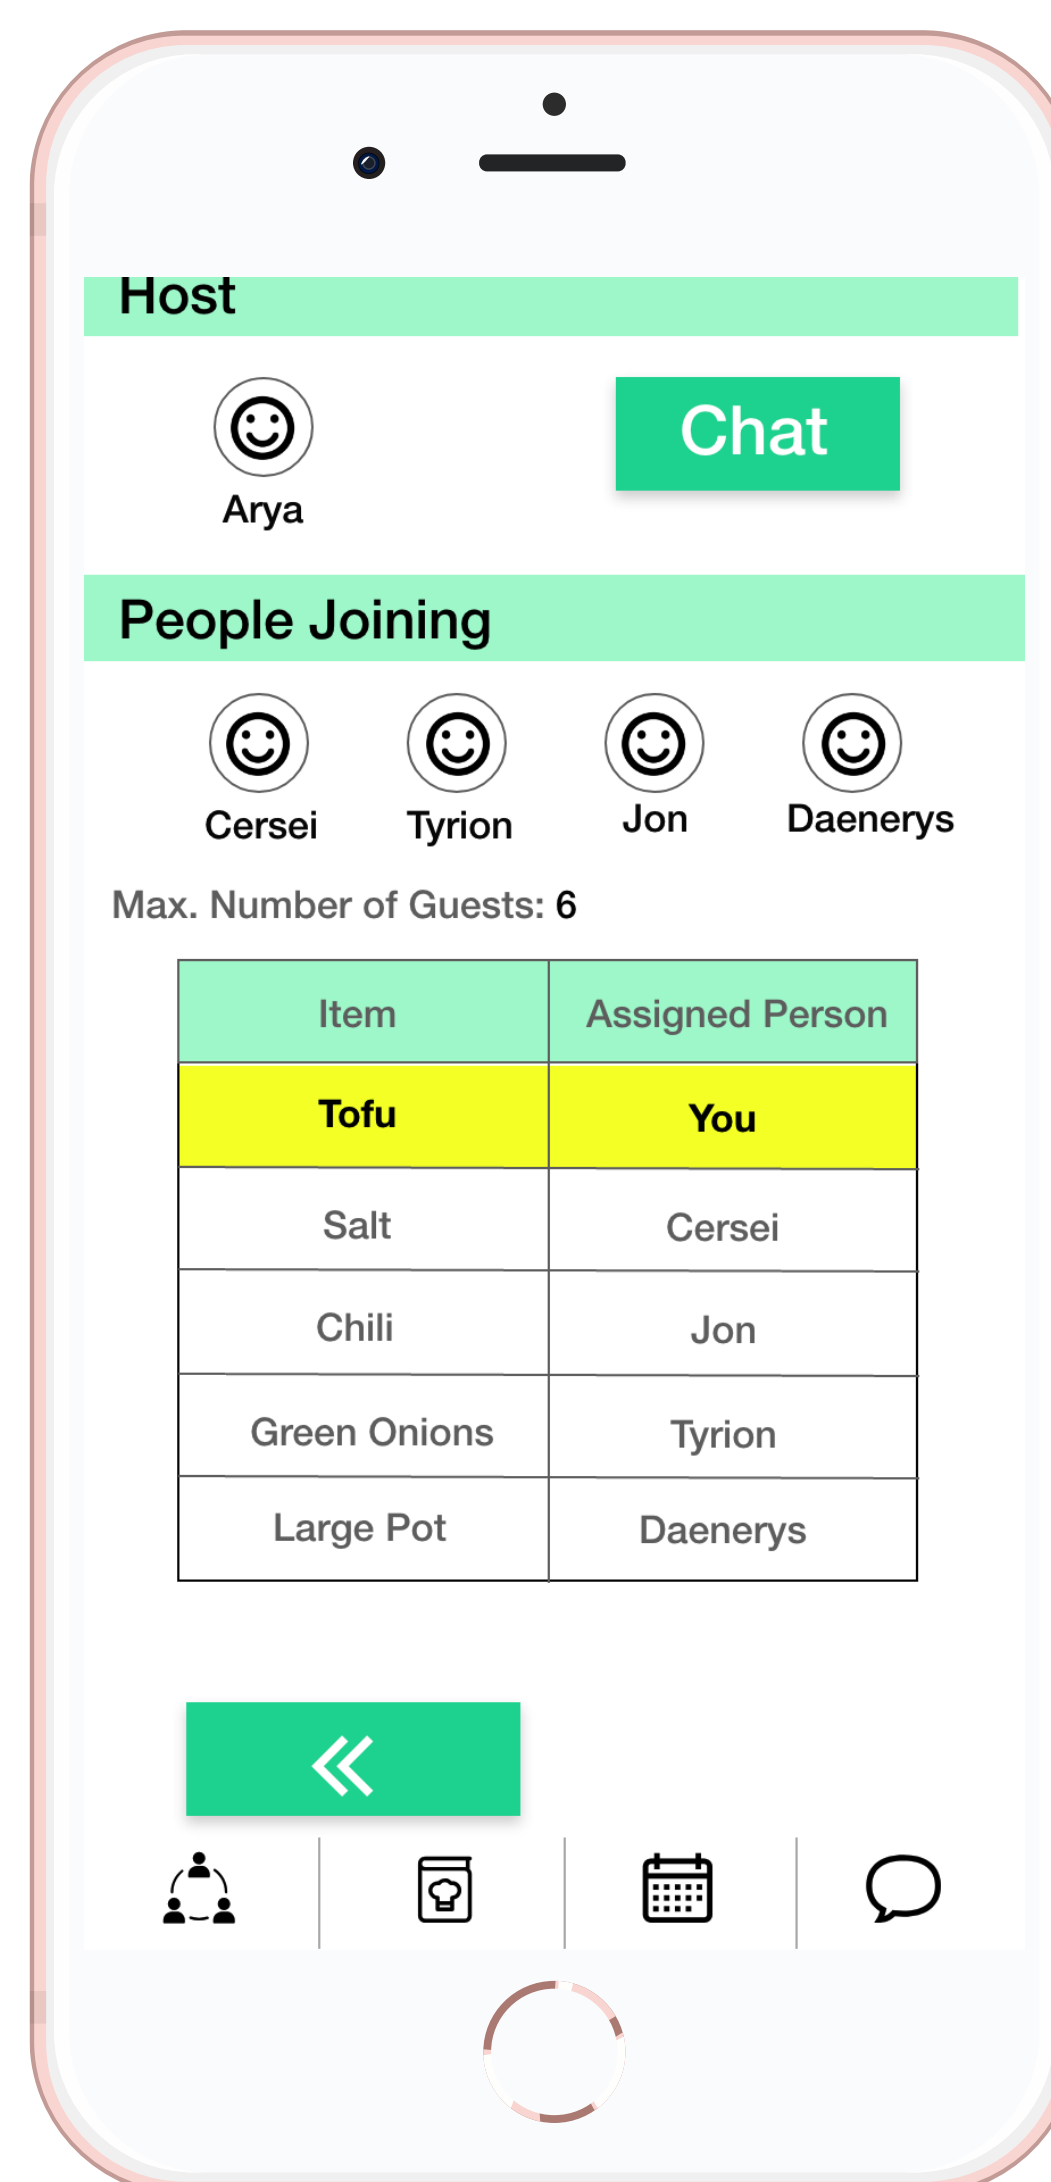 Host
Chat
Arya
People Joining
Cersei Tyrion Jon Daenerys
Max. Number of Guests: 6
Item Assigned Person
Tofu You
Salt Cersei
Chili Jon
Green Onions Tyrion
Large Pot Daenerys